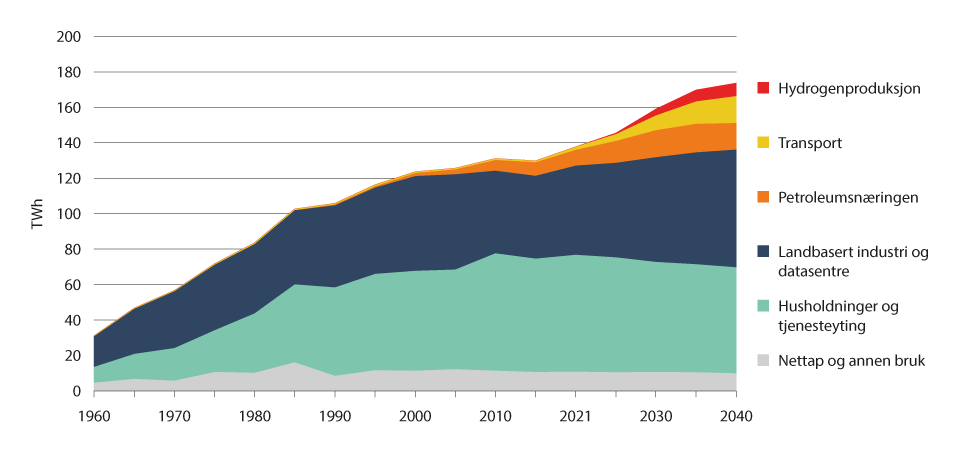 200
180
160
140
120
100
80
60
40
20
0
TWh
1960
1970
1980
1990
2000
2010
2021
2030
2040
Hydrogenproduksjon
Transport
Petroleumsnæringen
Landbasert industri og
datasentre
Husholdninger og
tjenesteyting
Nettap og annen bruk